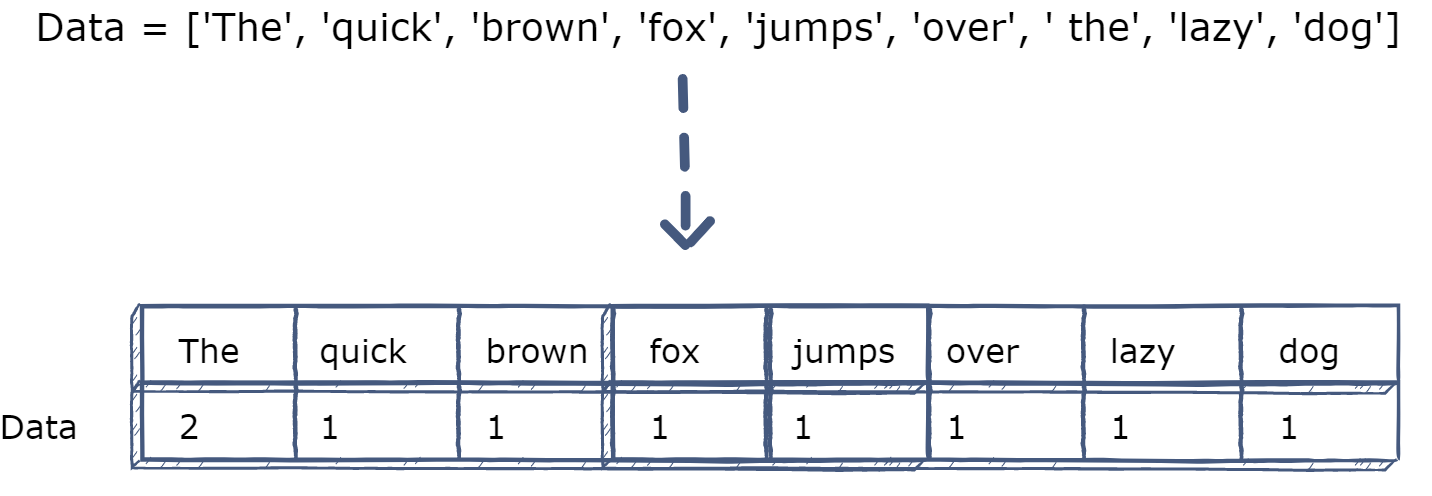 Data = ['The', 'quick', 'brown', 'fox', 'jumps', 'over', ' the', 'lazy', 'dog']
The quick brown fox jumps over lazy dog
Data 2 1 1 1 1 1 1 1